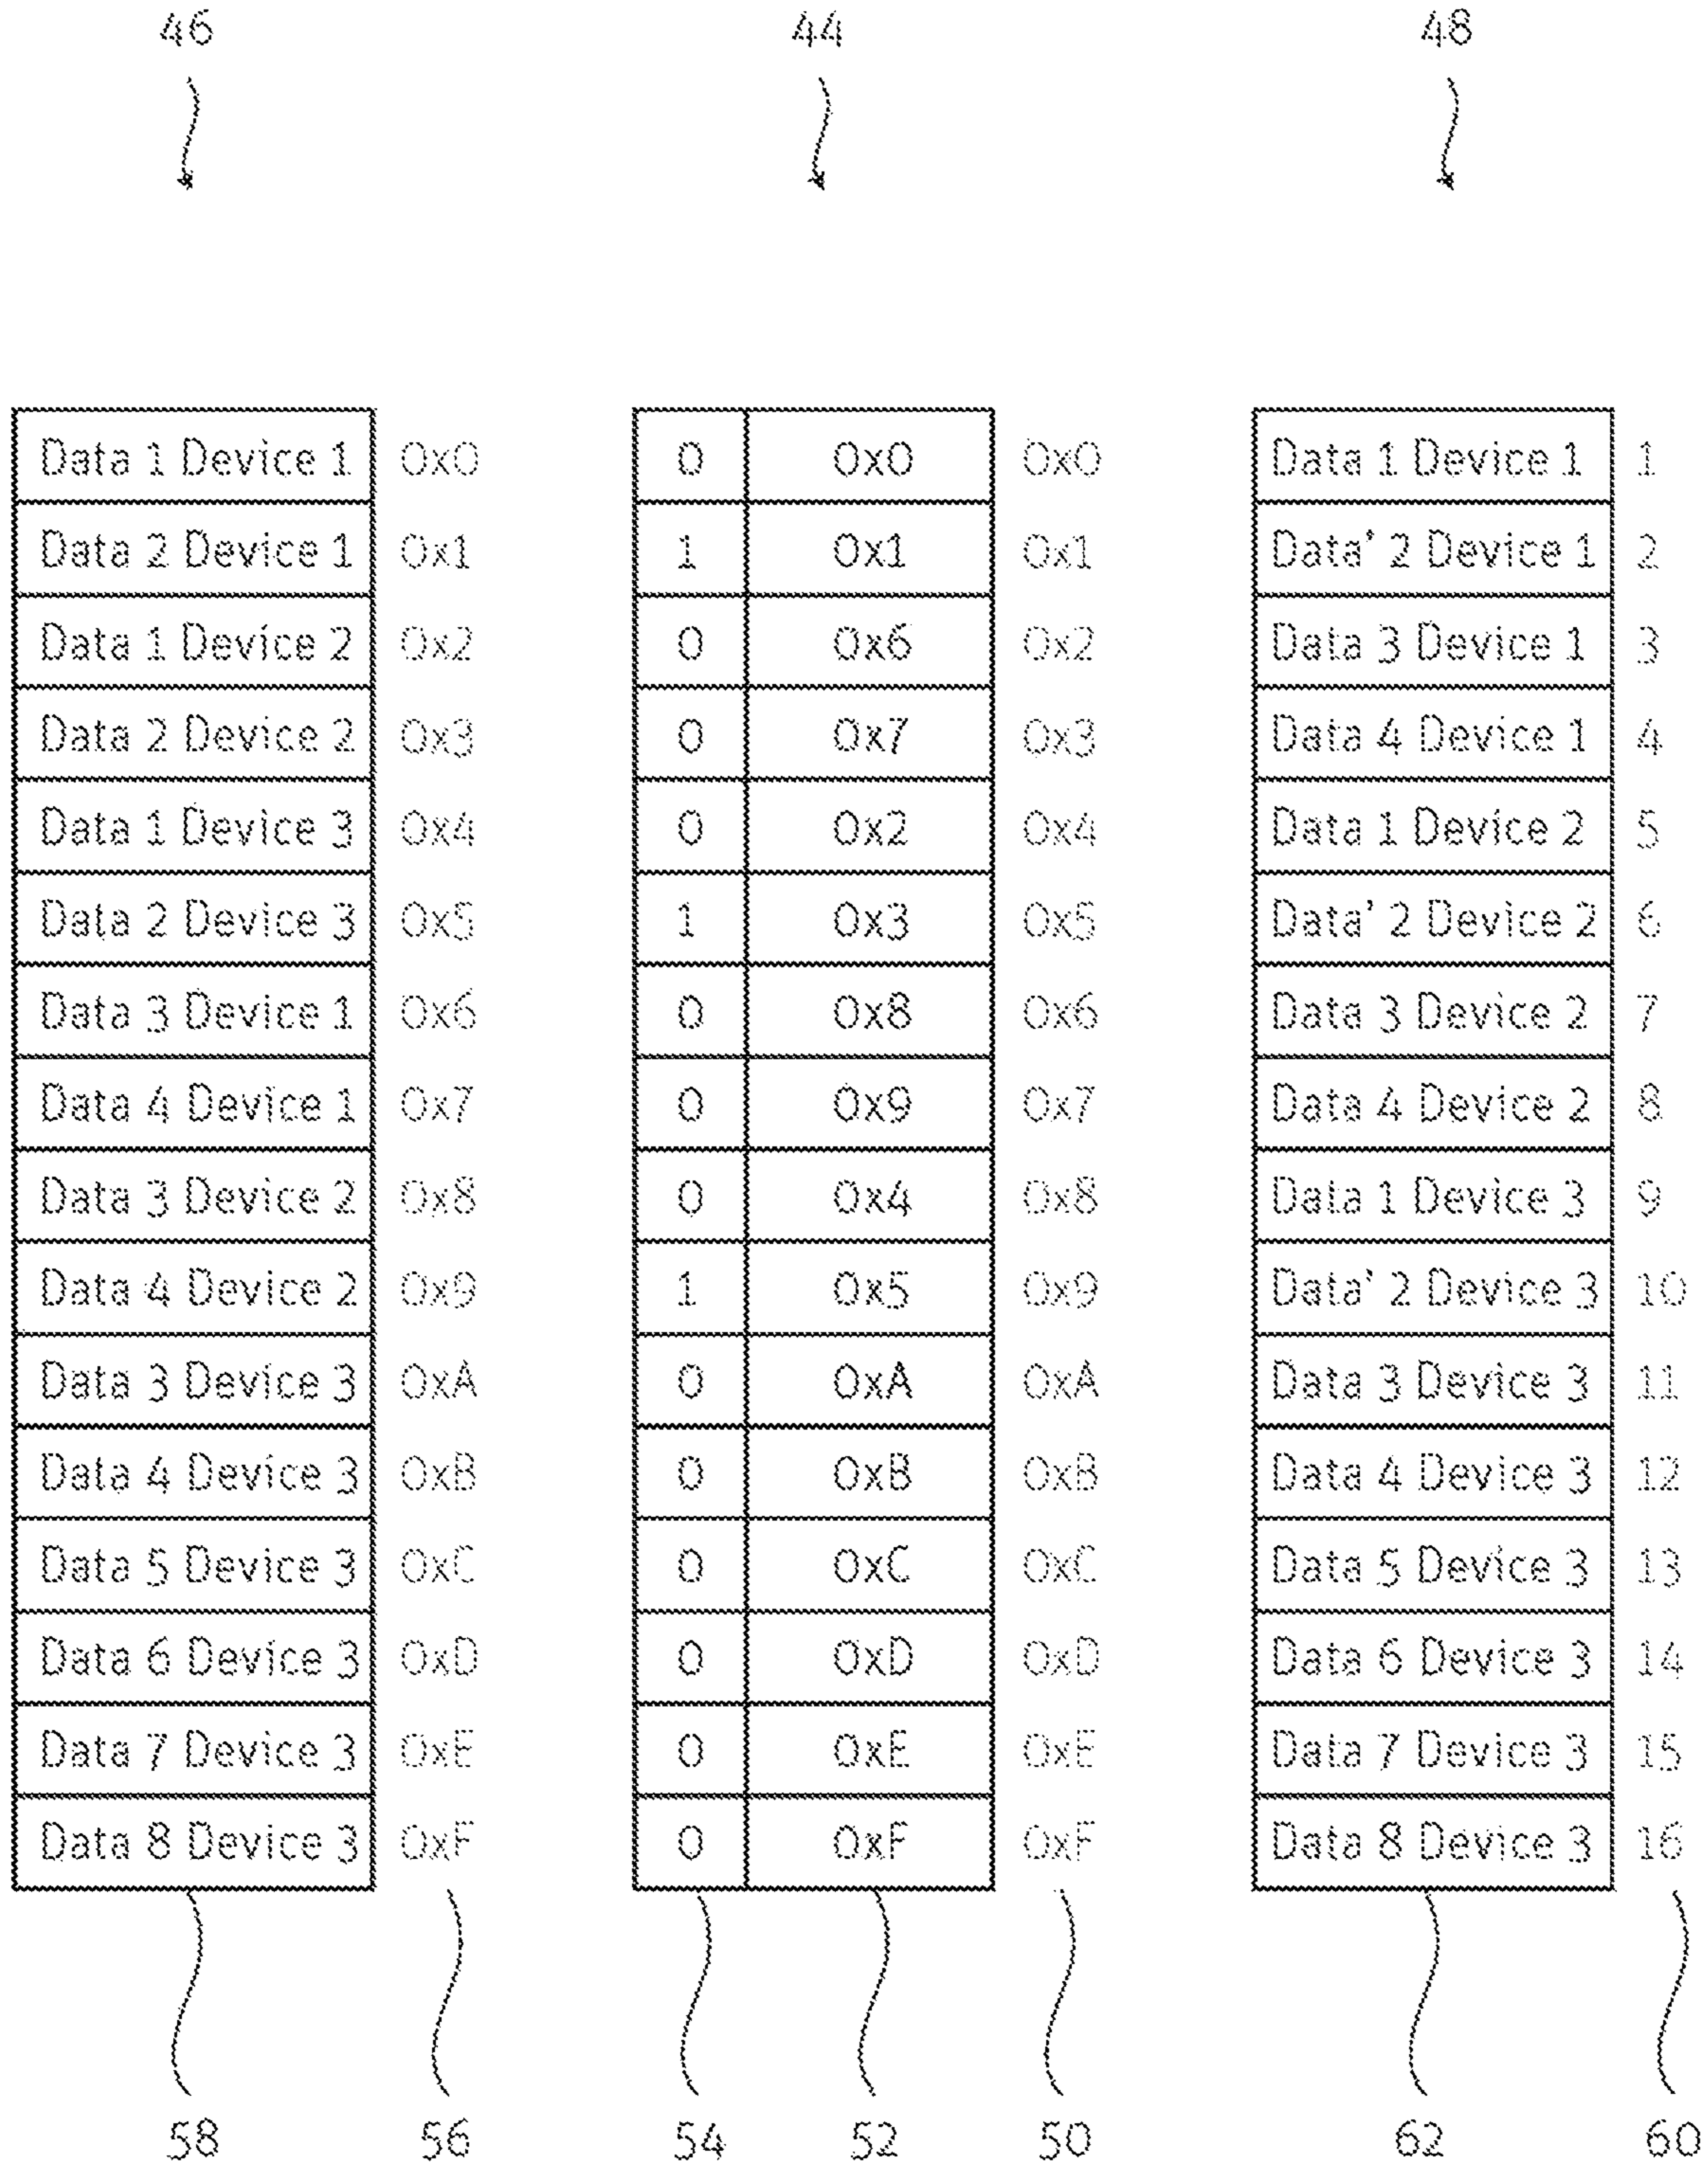 46 44 48
Data 1 Device 1 0x0 0 0x0 0x0 Data 1 Device 1 1
Data 2 Device 1 0x1 1 0x1 0x1 Data' 2 Device 1 2
Data 1 Device 2 0x2 0 0x6 0x2 Data 3 Device 1 3
Data 2 Device 2 0x3 0 0x7 0x3 Data 4 Device 1 4
Data 1 Device 3 0x4 0 0x2 0x4 Data 1 Device 2 5
Data 2 Device 3 0x5 1 0x3 0x5 Data' 2 Device 2 6
Data 3 Device 1 0x6 0 0x8 0x6 Data 3 Device 2 7
Data 4 Device 1 0x7 0 0x9 0x7 Data 4 Device 2 8
Data 3 Device 2 0x8 0 0x4 0x8 Data 1 Device 3 9
Data 4 Device 2 0x9 1 0x5 0x9 Data' 2 Device 3 10
Data 3 Device 3 0xA 0 0xA 0xA Data 3 Device 3 11
Data 4 Device 3 0xB 0 0xB 0xB Data 4 Device 3 12
Data 5 Device 3 0xC 0 0xC 0xC Data 5 Device 3 13
Data 6 Device 3 0xD 0 0xD 0xD Data 6 Device 3 14
Data 7 Device 3 0xE 0 0xE 0xE Data 7 Device 3 15
Data 8 Device 3 0xF 0 0xF 0xF Data 8 Device 3 16
58 56 54 52 50 62 60